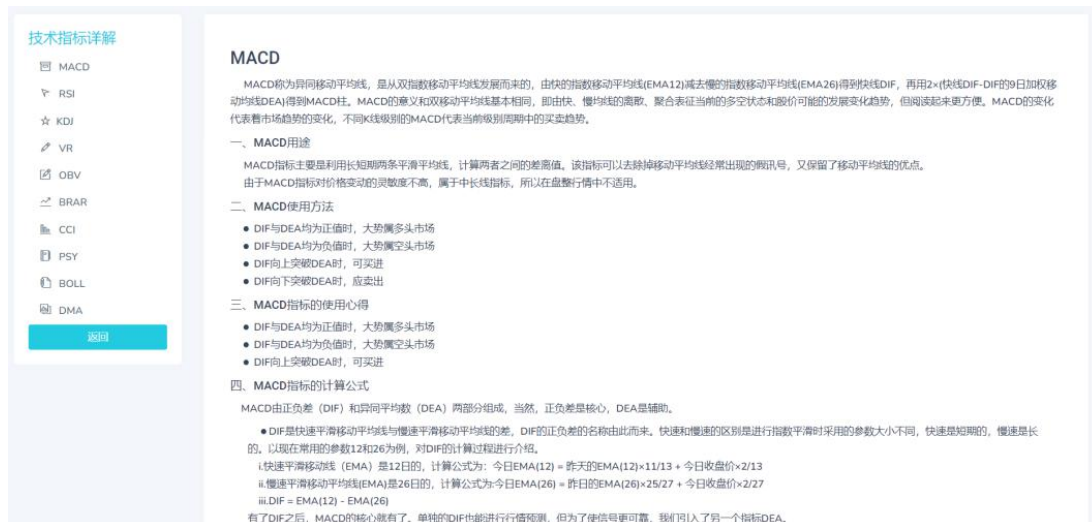 技术指标详解
MACD
RSI
KDJ
VR
OBV
BRAR
CCI
PSY
BOLL
DMA
返回
MACD
MACD称为异同移动平均线，是从双指数移动平均线发展而来的，由快的指数移动平均线(EMA12)减去慢的指数移动平均线(EMA26)得到快线DIF，再用2×(快线DIF-DIF的9日加权移
动均线DEA)得到MACD柱。MACD的意义和双移动平均线基本相同，即由快、慢均线的离散、聚合表征当前的多空状态和股价可能的发展变化趋势，但阅读起来更方便。MACD的变化
代表着市场趋势的变化，不同K线级别的MACD代表当前级别周期中的买卖趋势。
一、MACD用途
MACD指标主要是利用长短期两条平滑平均线，计算两者之间的差离值。该指标可以去除掉移动平均线经常出现的假讯号，又保留了移动平均线的优点。
由于MACD指标对价格变动的灵敏度不高，属于中长线指标，所以在盘整行情中不适用。
二、MACD使用方法
● DIF与DEA均为正值时，大势属多头市场
● DIF与DEA均为负值时，大势属空头市场
● DIF向上突破DEA时，可买进
● DIF向下突破DEA时，应卖出
三、MACD指标的使用心得
● DIF与DEA均为正值时，大势属多头市场
● DIF与DEA均为负值时，大势属空头市场
● DIF向上突破DEA时，可买进
四、MACD指标的计算公式
MACD由正负差（DIF）和异同平均数（DEA）两部分组成，当然，正负差是核心，DEA是辅助。
●DIF是快速平滑移动平均线与慢速平滑移动平均线的差，DIF的正负差的名称由此而来。快速和慢速的区别是进行指数平滑时采用的参数大小不同，快速是短期的，慢速是长
的。以现在常用的参数12和26为例，对DIF的计算过程进行介绍。
i.快速平滑移动线（EMA）是12日的，计算公式为：今日EMA(12) = 昨天的EMA(12)×11/13 + 今日收盘价×2/13
ii.慢速平滑移动平均线(EMA)是26日的，计算公式为:今日EMA(26) = 昨日的EMA(26)×25/27 + 今日收盘价×2/27
iii.DIF = EMA(12) - EMA(26)
有了DIF之后，MACD的核心就有了。单独的DIF也能进行行情预测，但为了使信号更可靠，我们引入了另一个指标DEA。